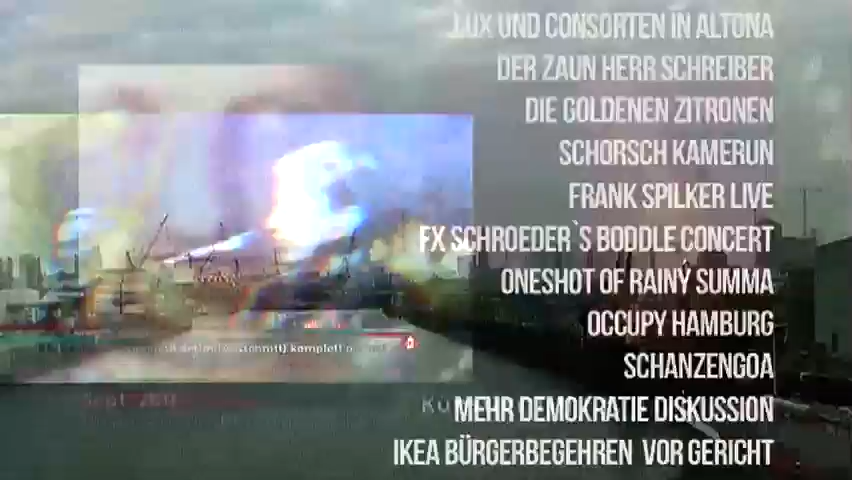 LUX UND CONSORTEN IN ALTONA
DER ZAUN HERR SCHREIBER
DIE GOLDENEN ZITRONEN
SCHORSCH KAMERUN
FRANK SPILKER LIVE
FX SCHROEDER`S BODDLE CONCERT
ONESHOT OF RAINY SUMMA
OCCUPY HAMBURG
SCHANZENGOA
MEHR DEMOKRATIE DISKUSSION
IKEA BÜRGERBEGEHREN VOR GERICHT
komplett